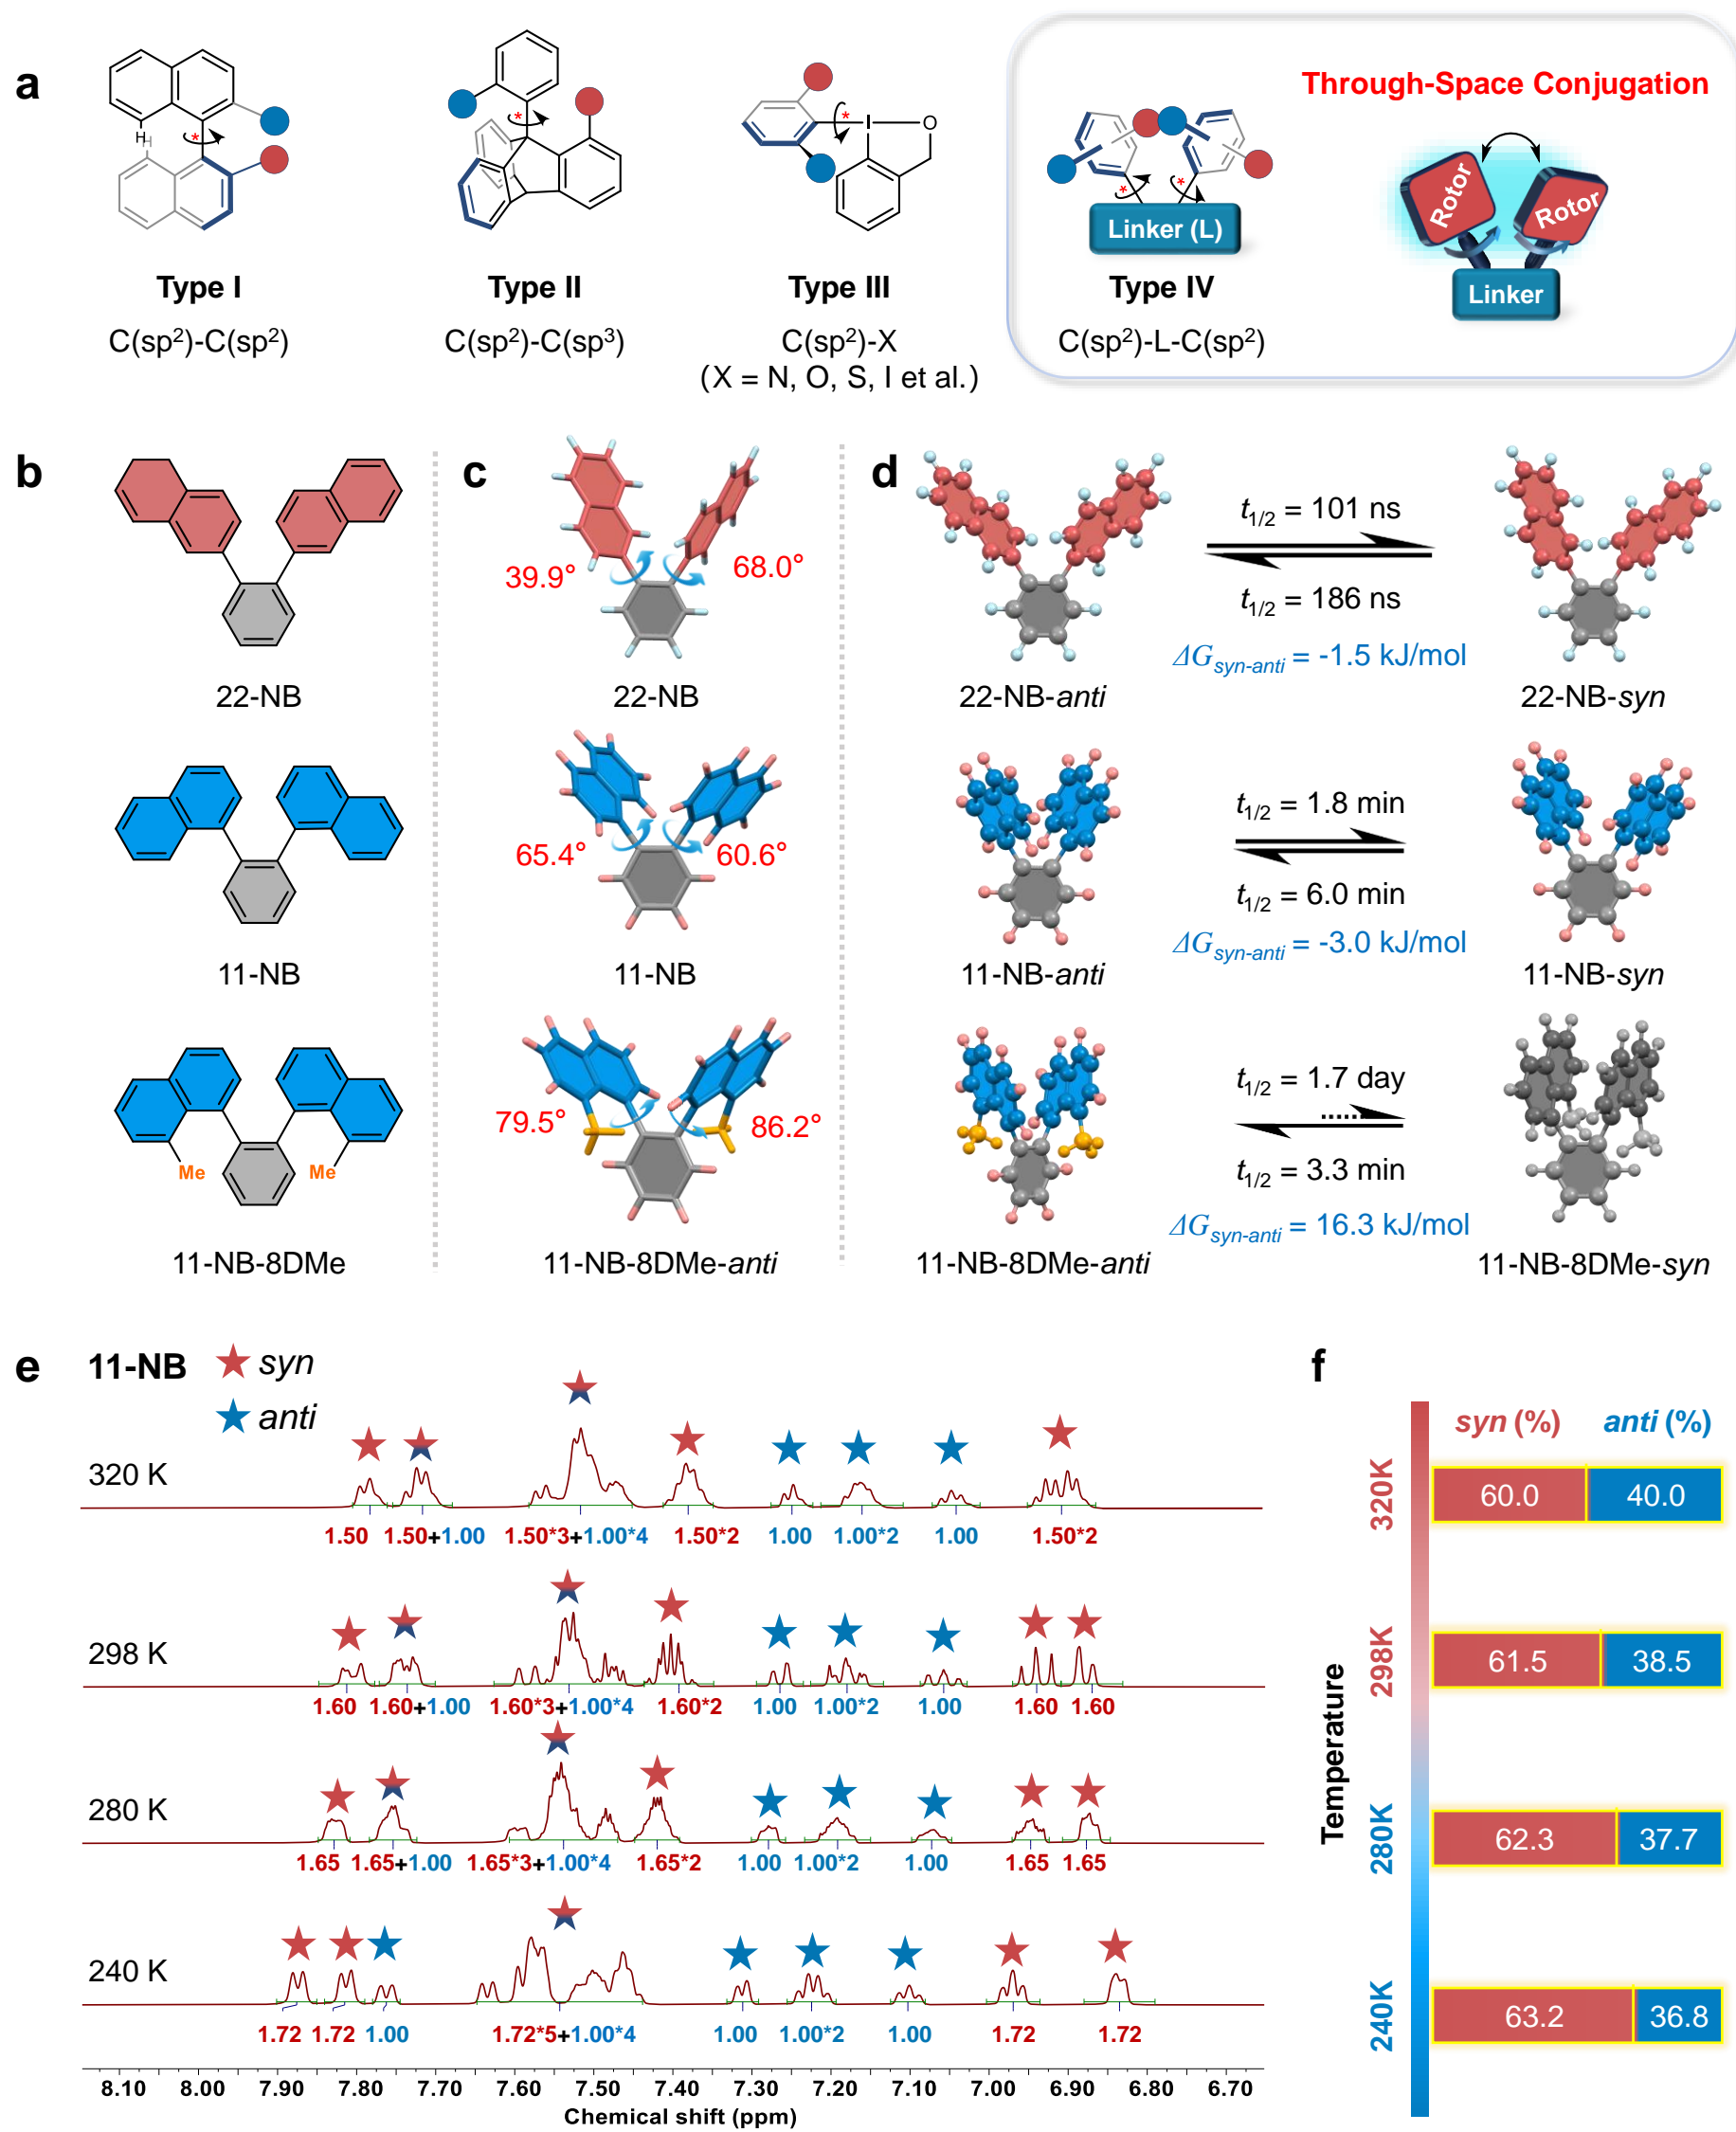 a
H
H
*
*
*
I
O
*
*
Linker (L)
Through-Space Conjugation
Rotor
Rotor
Linker
Type I
Type II
Type III
Type IV
C(sp²)-C(sp²)
C(sp²)-C(sp³)
C(sp²)-X
(X = N, O, S, I et al.)
C(sp²)-L-C(sp²)
b
c
d
22-NB
39.9°
68.0°
22-NB
t1/2 = 101 ns
t1/2 = 186 ns
ΔGsyn-anti = -1.5 kJ/mol
22-NB-anti
22-NB-syn
11-NB
65.4°
60.6°
11-NB
t1/2 = 1.8 min
t1/2 = 6.0 min
ΔGsyn-anti = -3.0 kJ/mol
11-NB-anti
11-NB-syn
Me
Me
11-NB-8DMe
79.5°
86.2°
11-NB-8DMe-anti
t1/2 = 1.7 day
t1/2 = 3.3 min
ΔGsyn-anti = 16.3 kJ/mol
11-NB-8DMe-anti
11-NB-8DMe-syn
e
11-NB
syn
anti
320 K
1.50 1.50+1.00 1.50*3+1.00*4 1.50*2 1.00 1.00*2 1.00 1.50*2
298 K
1.60 1.60+1.00 1.60*3+1.00*4 1.60*2 1.00 1.00*2 1.00 1.60 1.60
280 K
1.65 1.65+1.00 1.65*3+1.00*4 1.65*2 1.00 1.00*2 1.00 1.65 1.65
240 K
1.72 1.72 1.00 1.72*5+1.00*4 1.00 1.00*2 1.00 1.72 1.72
8.10 8.00 7.90 7.80 7.70 7.60 7.50 7.40 7.30 7.20 7.10 7.00 6.90 6.80 6.70
Chemical shift (ppm)
f
syn (%) anti (%)
Temperature
320K
60.0 40.0
298K
61.5 38.5
280K
62.3 37.7
240K
63.2 36.8